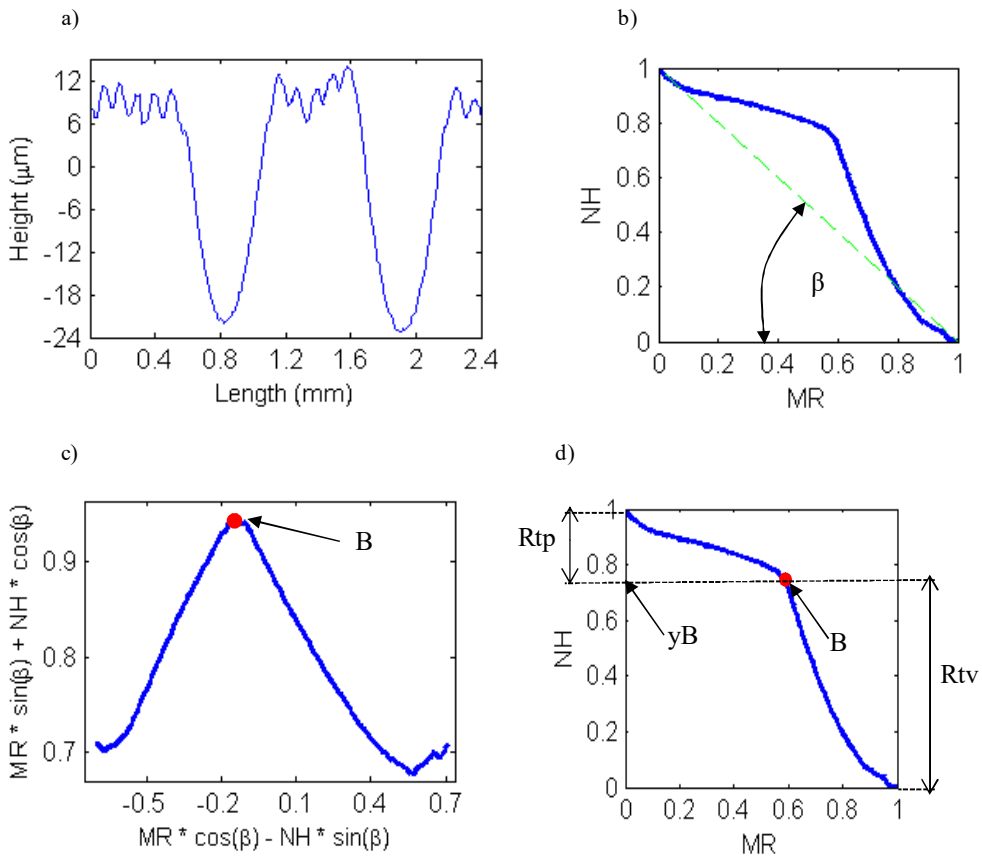 a)
12
6
0
-6
-12
-18
-24
Height (μm)
0
0.4
0.8
1.2
1.6
2
2.4
Length (mm)
b)
1
0.8
0.6
0.4
0.2
0
NH
β
0
0.2
0.4
0.6
0.8
1
MR
c)
0.9
0.8
0.7
MR * sin(β) + NH * cos(β)
B
-0.5
-0.2
0.1
0.4
0.7
MR * cos(β) - NH * sin(β)
d)
1
0.8
0.6
0.4
0.2
0
NH
Rtp
yB
B
Rtv
0
0.2
0.4
0.6
0.8
1
MR